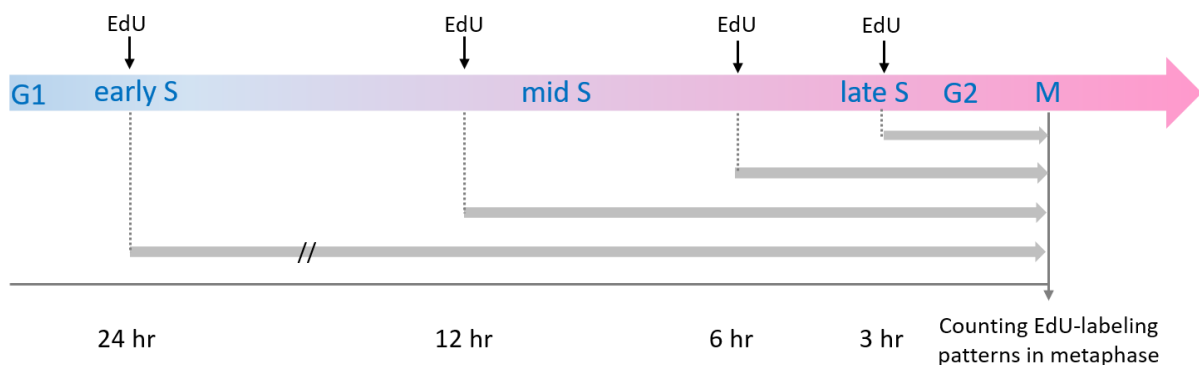 EdU EdU EdU EdU
G1 early S mid S late S G2 M
//
24 hr 12 hr 6 hr 3 hr Counting EdU-labeling
patterns in metaphase